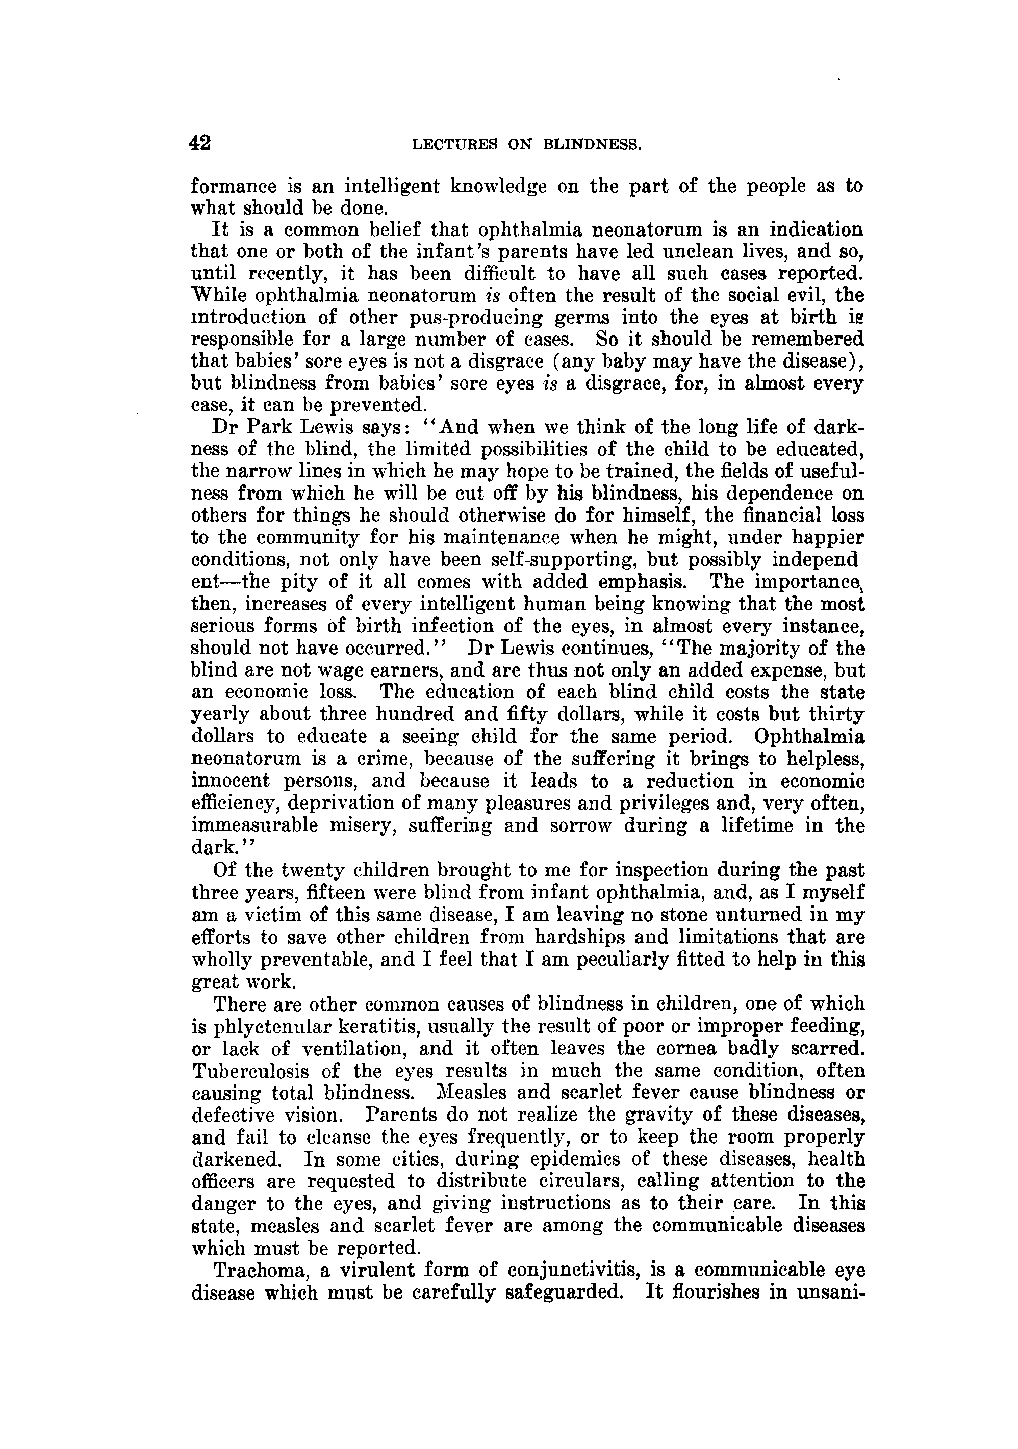 42 LECTURES ON BLINDNESS.
formance is an intelligent knowledge on the part of the people as to
what should be done.
It is a common belief that ophthalmia neonatorum is an indication
that one or both of the infant's parents have led unclean lives, and so,
until recently, it has been difficult to have all such cases reported.
While ophthalmia neonatorum is often the result of the social evil, the
introduction of other pus-producing germs into the eyes at birth is
responsible for a large number of cases. So it should be remembered
that babies' sore eyes is not a disgrace (any baby may have the disease),
but blindness from babies' sore eyes is a disgrace, for, in almost every
case, it can be prevented.
Dr Park Lewis says: "And when we think of the long life of dark-
ness of the blind, the limited possibilities of the child to be educated,
the narrow lines in which he may hope to be trained, the fields of useful-
ness from which he will be cut off by his blindness, his dependence on
others for things he should otherwise do for himself, the financial loss
to the community for his maintenance when he might, under happier
conditions, not only have been self-supporting, but possibly independ
ent—the pity of it all comes with added emphasis. The importance,
then, increases of every intelligent human being knowing that the most
serious forms of birth infection of the eyes, in almost every instance,
should not have occurred." Dr Lewis continues, "The majority of the
blind are not wage earners, and are thus not only an added expense, but
an economic loss. The education of each blind child costs the state
yearly about three hundred and fifty dollars, while it costs but thirty
dollars to educate a seeing child for the same period. Ophthalmia
neonatorum is a crime, because of the suffering it brings to helpless,
innocent persons, and because it leads to a reduction in economic
efficiency, deprivation of many pleasures and privileges and, very often,
immeasurable misery, suffering and sorrow during a lifetime in the
dark."
Of the twenty children brought to me for inspection during the past
three years, fifteen were blind from infant ophthalmia, and, as I myself
am a victim of this same disease, I am leaving no stone unturned in my
efforts to save other children from hardships and limitations that are
wholly preventable, and I feel that I am peculiarly fitted to help in this
great work.
There are other common causes of blindness in children, one of which
is phlyctenular keratitis, usually the result of poor or improper feeding,
or lack of ventilation, and it often leaves the cornea badly scarred.
Tuberculosis of the eyes results in much the same condition, often
causing total blindness. Measles and scarlet fever cause blindness or
defective vision. Parents do not realize the gravity of these diseases,
and fail to cleanse the eyes frequently, or to keep the room properly
darkened. In some cities, during epidemics of these diseases, health
officers are requested to distribute circulars, calling attention to the
danger to the eyes, and giving instructions as to their care. In this
state, measles and scarlet fever are among the communicable diseases
which must be reported.
Trachoma, a virulent form of conjunctivitis, is a communicable eye
disease which must be carefully safeguarded. It flourishes in unsani-